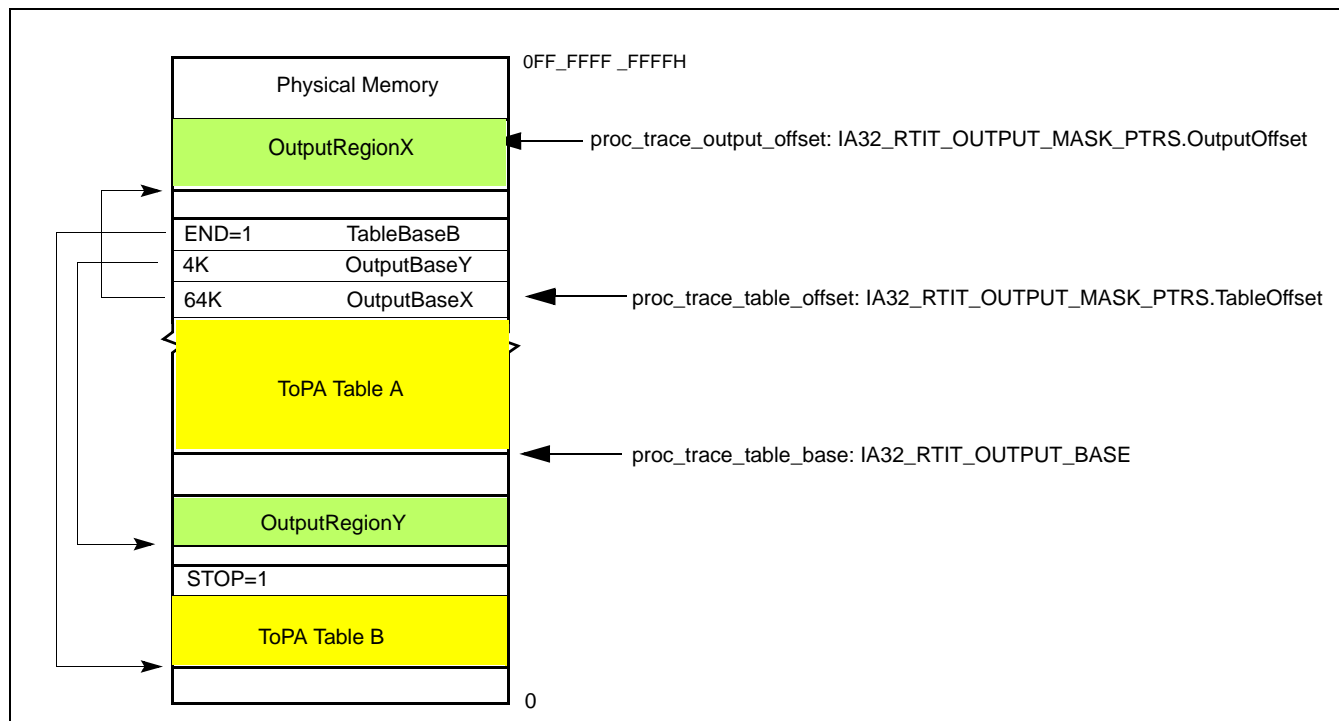 0FF_FFFF _FFFFH
Physical Memory
OutputRegionX
proc_trace_output_offset: IA32_RTIT_OUTPUT_MASK_PTRS.OutputOffset
END=1 TableBaseB
4K OutputBaseY
64K OutputBaseX
proc_trace_table_offset: IA32_RTIT_OUTPUT_MASK_PTRS.TableOffset
ToPA Table A
proc_trace_table_base: IA32_RTIT_OUTPUT_BASE
OutputRegionY
STOP=1
ToPA Table B
0